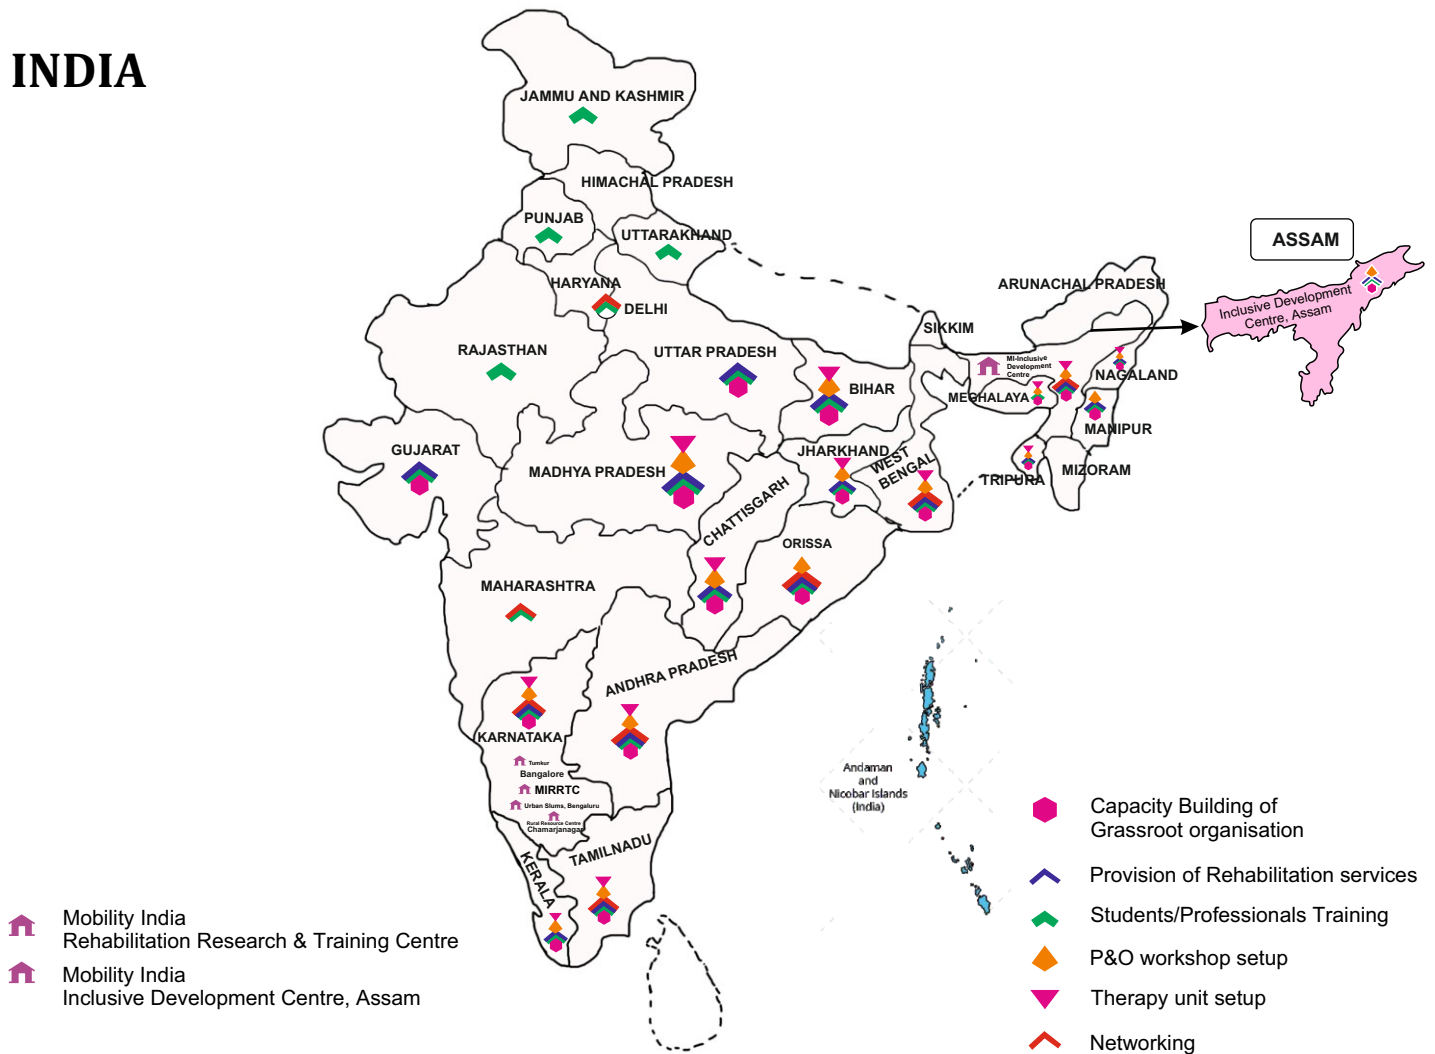 INDIA
JAMMU AND KASHMIR
HIMACHAL PRADESH
PUNJAB
UTTARAKHAND
HARYANA
DELHI
RAJASTHAN
UTTAR PRADESH
BIHAR
SIKKIM
ARUNACHAL PRADESH
ASSAM
Inclusive Development
Centre, Assam
MI-Inclusive
Development
Centre
NAGALAND
MEGHALAYA
MANIPUR
MIZORAM
TRIPURA
GUJARAT
MADHYA PRADESH
JHARKHAND
WEST
BENGAL
CHATTISGARH
ORISSA
MAHARASHTRA
ANDHRA PRADESH
KARNATAKA
Tumkur
Bangalore
MIRRTC
Urban Slums, Bengaluru
Rural Resource Centre
Chamarjanagar
KERALA
TAMILNADU
Andaman
and
Nicobar Islands
(India)
Mobility India
Rehabilitation Research & Training Centre
Mobility India
Inclusive Development Centre, Assam
Capacity Building of
Grassroot organisation
Provision of Rehabilitation services
Students/Professionals Training
P&O workshop setup
Therapy unit setup
Networking